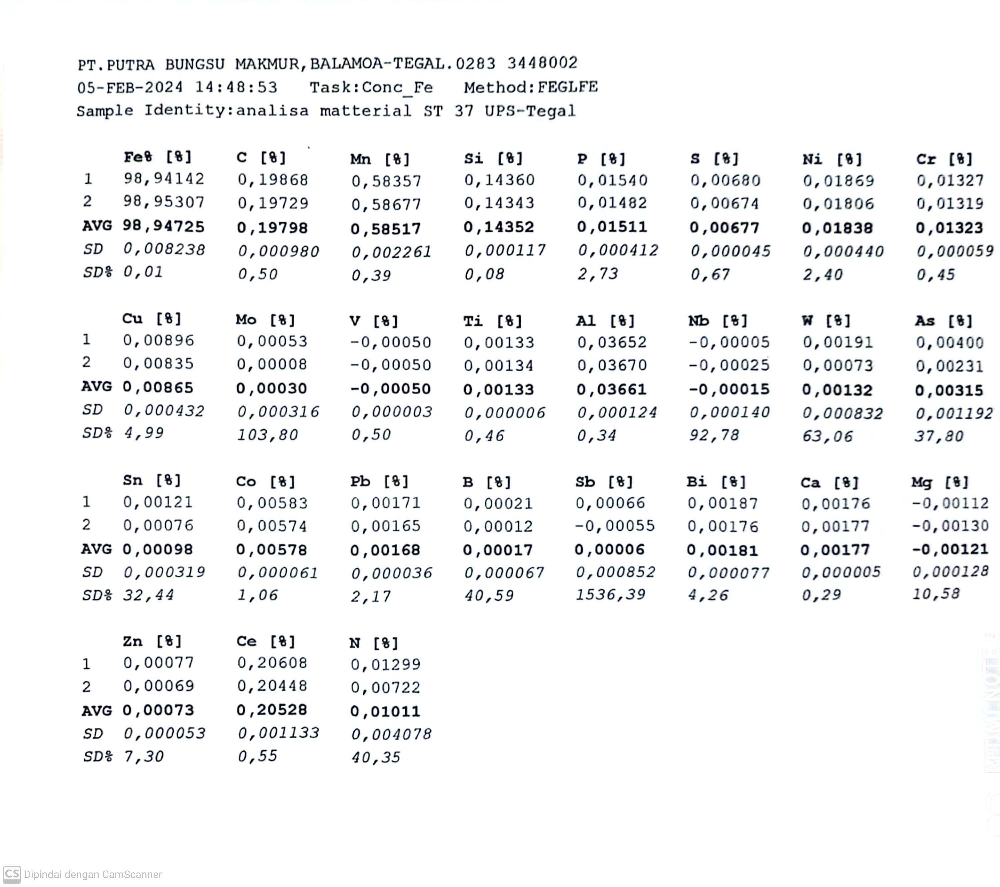 PT.PUTRA BUNGSU MAKMUR,BALAMOA-TEGAL.0283 3448002
05-FEB-2024 14:48:53 Task:Conc_Fe Method:FEGLFE
Sample Identity:analisa matterial ST 37 UPS-Tegal
Fe% [%] C [%] Mn [%] Si [%] P [%] S [%] Ni [%] Cr [%]
1 98,94142 0,19868 0,58357 0,14360 0,01540 0,00680 0,01869 0,01327
2 98,95307 0,19729 0,58677 0,14343 0,01482 0,00674 0,01806 0,01319
AVG 98,94725 0,19798 0,58517 0,14352 0,01511 0,00677 0,01838 0,01323
SD 0,008238 0,000980 0,002261 0,000117 0,000412 0,000045 0,000440 0,000059
SD% 0,01 0,50 0,39 0,08 2,73 0,67 2,40 0,45
Cu [%] Mo [%] V [%] Ti [%] Al [%] Nb [%] W [%] As [%]
1 0,00896 0,00053 -0,00050 0,00133 0,03652 -0,00005 0,00191 0,00400
2 0,00835 0,00008 -0,00050 0,00134 0,03670 -0,00025 0,00073 0,00231
AVG 0,00865 0,00030 -0,00050 0,00133 0,03661 -0,00015 0,00132 0,00315
SD 0,000432 0,000316 0,000003 0,000006 0,000124 0,000140 0,000832 0,001192
SD% 4,99 103,80 0,50 0,46 0,34 92,78 63,06 37,80
Sn [%] Co [%] Pb [%] B [%] Sb [%] Bi [%] Ca [%] Mg [%]
1 0,00121 0,00583 0,00171 0,00021 0,00066 0,00187 0,00176 -0,00112
2 0,00076 0,00574 0,00165 0,00012 -0,00055 0,00176 0,00177 -0,00130
AVG 0,00098 0,00578 0,00168 0,00017 0,00006 0,00181 0,00177 -0,00121
SD 0,000319 0,000061 0,000036 0,000067 0,000852 0,000077 0,000005 0,000128
SD% 32,44 1,06 2,17 40,59 1536,39 4,26 0,29 10,58
Zn [%] Ce [%] N [%]
1 0,00077 0,20608 0,01299
2 0,00069 0,20448 0,00722
AVG 0,00073 0,20528 0,01011
SD 0,000053 0,001133 0,004078
SD% 7,30 0,55 40,35
CS Dipindai dengan CamScanner